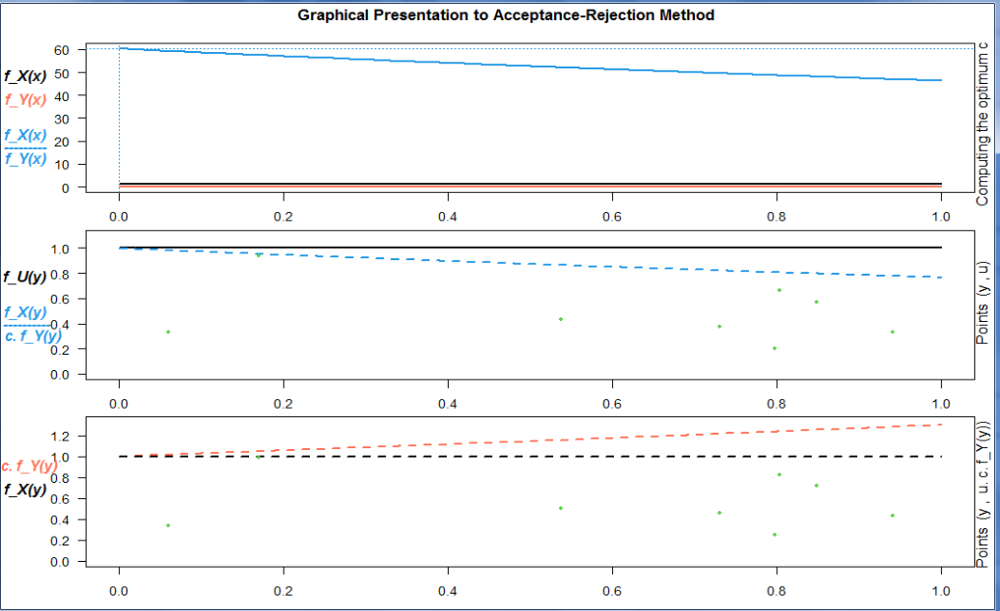 Graphical Presentation to Acceptance-Rejection Method
f_X(x)
f_Y(x)
f_X(x)
--------
f_Y(x)
60
50
40
30
20
10
0
0.0 0.2 0.4 0.6 0.8 1.0
Computing the optimum c
f_U(y)
f_X(y)
--------
c. f_Y(y)
1.0
0.8
0.6
0.4
0.2
0.0
0.0 0.2 0.4 0.6 0.8 1.0
Points (y , u)
c. f_Y(y)
f_X(y)
1.2
1.0
0.8
0.6
0.4
0.2
0.0
0.0 0.2 0.4 0.6 0.8 1.0
Points (y , u. c. f_Y(y))